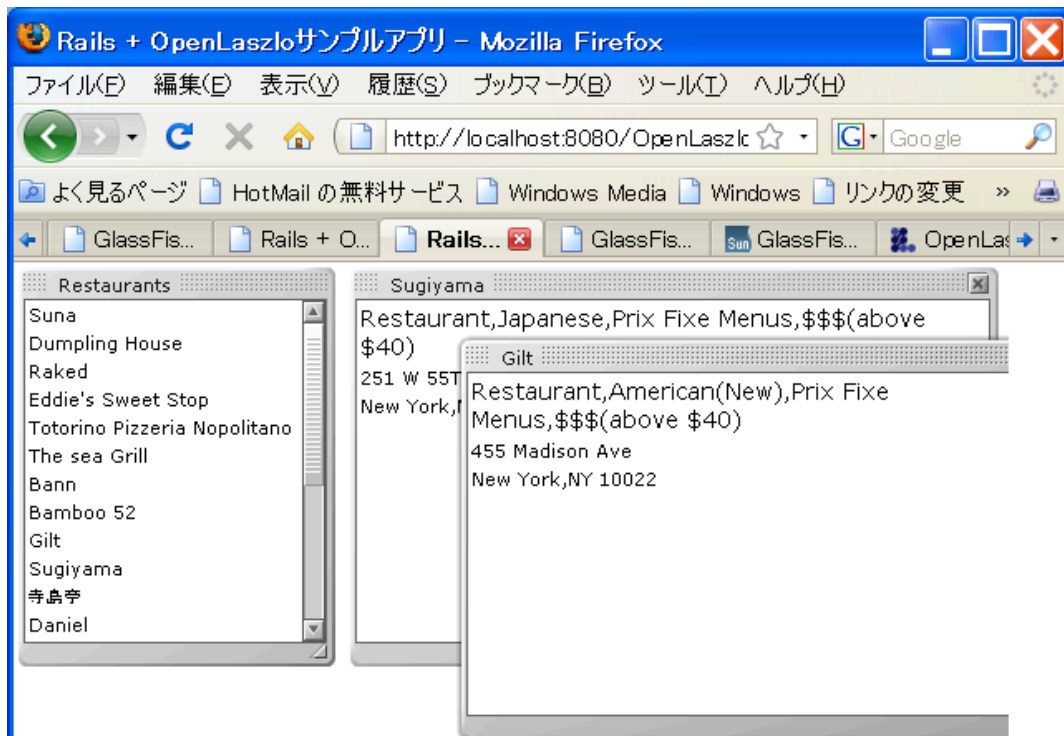 Rails + OpenLaszloサンプルアプリ - Mozilla Firefox
ファイル(F) 編集(E) 表示(V) 履歴(S) ブックマーク(B) ツール(T) ヘルプ(H)
http://localhost:8080/OpenLaszlc G Google
よく見るページ HotMail の無料サービス Windows Media Windows リンクの変更 »
GlassFis... Rails + O... Rails... GlassFis... Sun GlassFis... OpenLas
Restaurants
Suna
Dumpling House
Raked
Eddie's Sweet Stop
Totorino Pizzeria Nopolitano
The sea Grill
Bann
Bamboo 52
Gilt
Sugiyama
寺島亭
Daniel
Sugiyama
Restaurant,Japanese,Prix Fixe Menus,$$$(above
$40)
251 W 55T
New York,
Gilt
Restaurant,American(New),Prix Fixe
Menus,$$$(above $40)
455 Madison Ave
New York,NY 10022